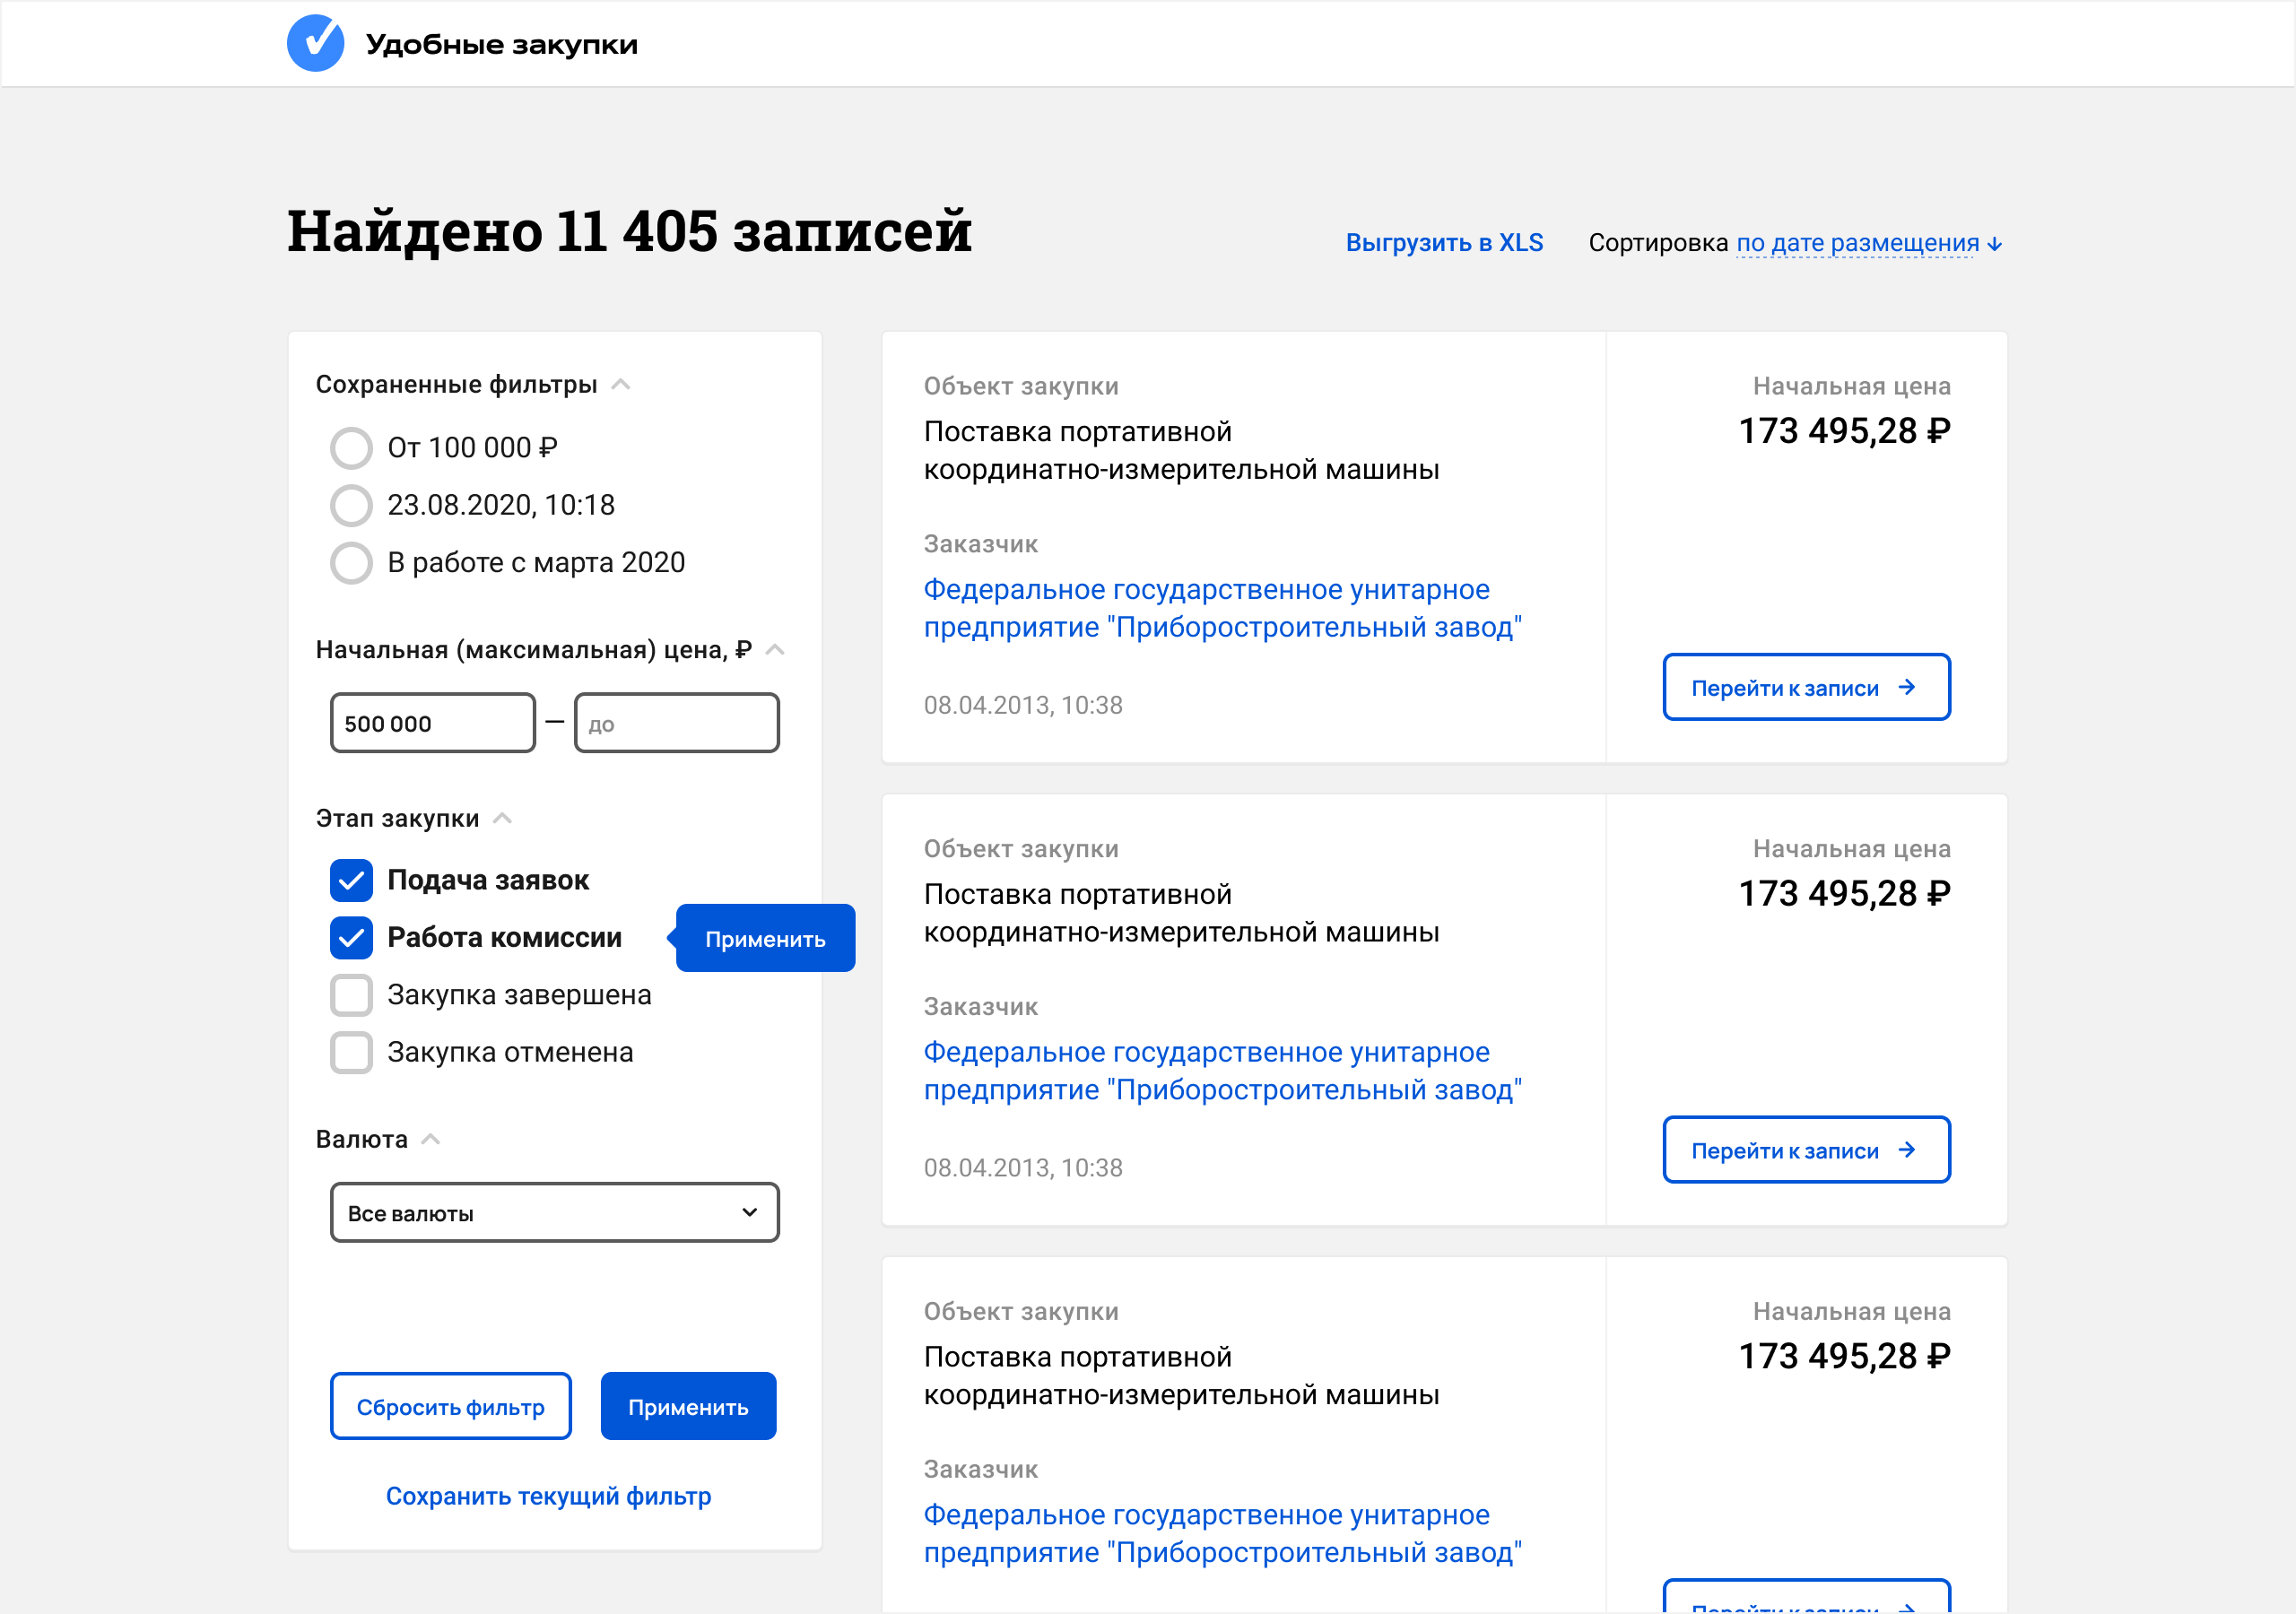 Удобные закупки
Найдено 11 405 записей
Выгрузить в XLS
Сортировка по дате размещения ↓
Сохраненные фильтры
От 100 000 ₽
23.08.2020, 10:18
В работе с марта 2020
Начальная (максимальная) цена, ₽
500 000 — до
Этап закупки
Подача заявок
Работа комиссии
Применить
Закупка завершена
Закупка отменена
Валюта
Все валюты
Сбросить фильтр
Применить
Сохранить текущий фильтр
Объект закупки
Поставка портативной
координатно-измерительной машины
Заказчик
Федеральное государственное унитарное
предприятие "Приборостроительный завод"
08.04.2013, 10:38
Начальная цена
173 495,28 ₽
Перейти к записи →
Объект закупки
Поставка портативной
координатно-измерительной машины
Заказчик
Федеральное государственное унитарное
предприятие "Приборостроительный завод"
08.04.2013, 10:38
Начальная цена
173 495,28 ₽
Перейти к записи →
Объект закупки
Поставка портативной
координатно-измерительной машины
Заказчик
Федеральное государственное унитарное
предприятие "Приборостроительный завод"
Начальная цена
173 495,28 ₽
Перейти к записи →